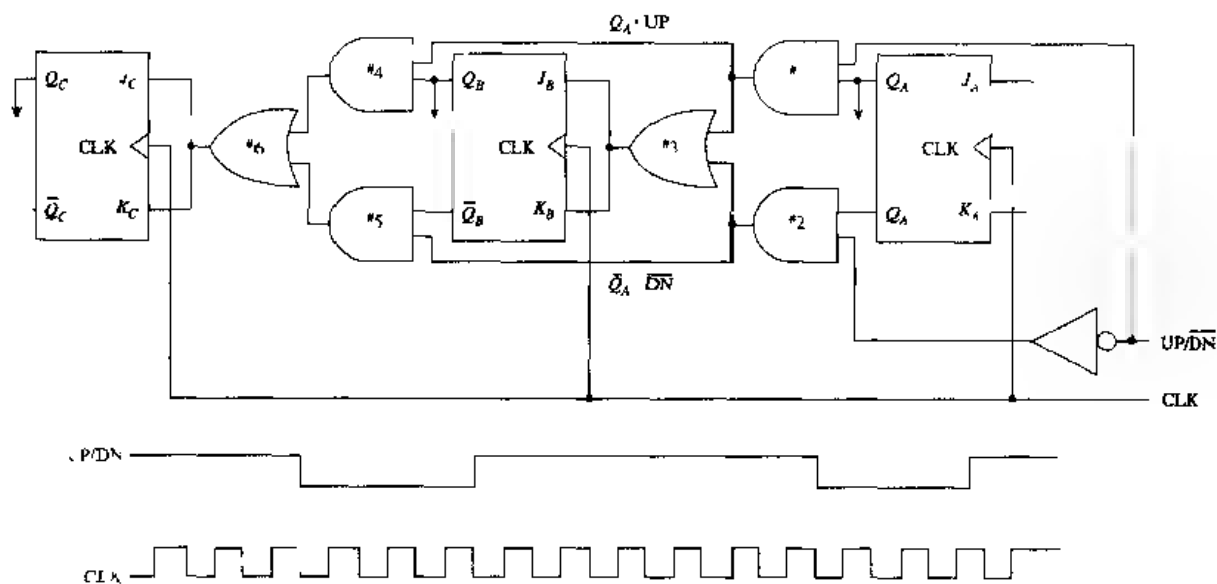 Q_A · UP
Q_C
J_C
CLK
Q̅_C
K_C
#6
#4
#5
Q_B
J_B
CLK
Q̅_B
K_B
#3
#
#2
Q_A
J_A
CLK
Q_A
K_A
Q̅_A D̅N̅
UP/D̅N̅
CLK
P/DN
CLK